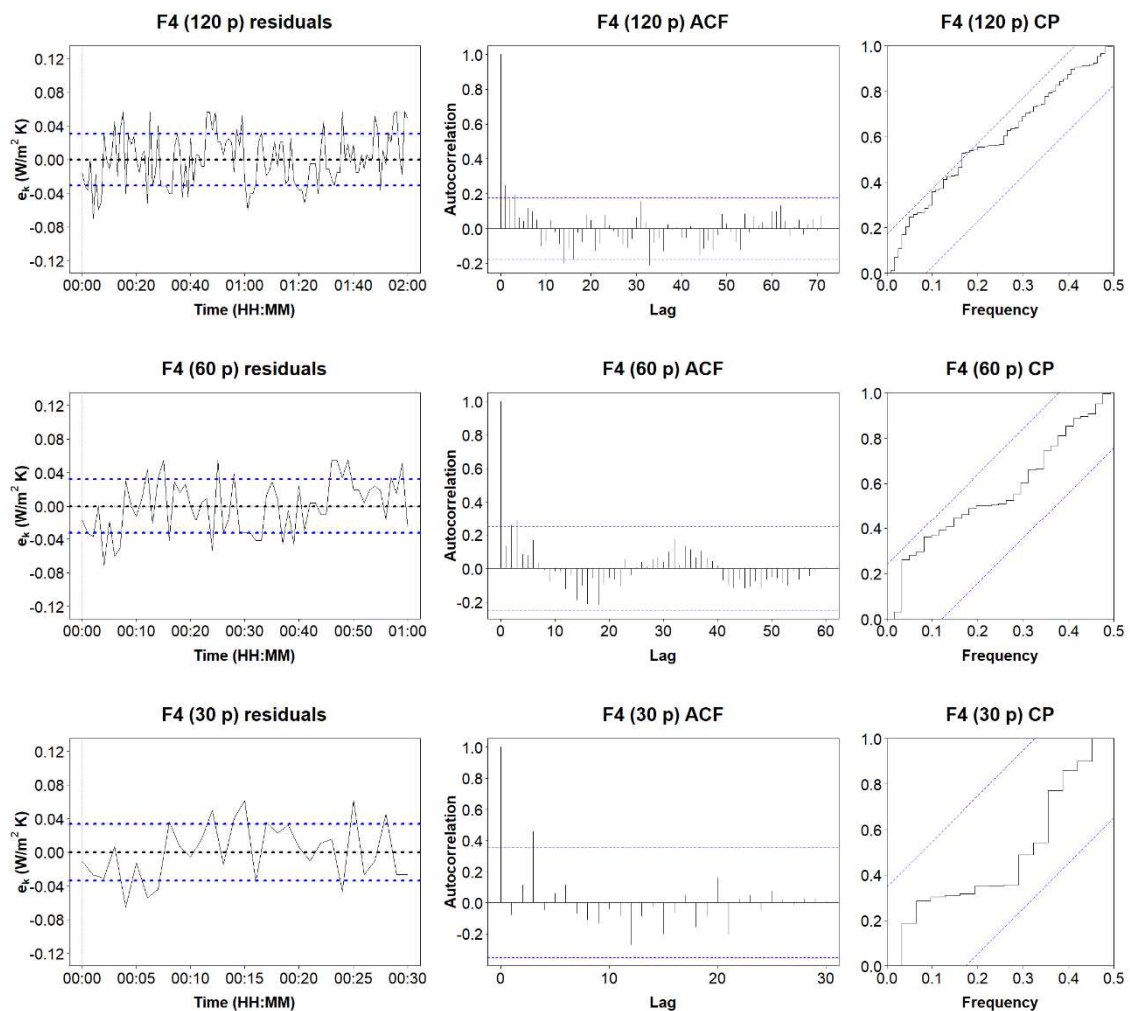 F4 (120 p) residuals
e_k (W/m² K)
0.12
0.08
0.04
0.00
-0.04
-0.08
-0.12
00:00 00:20 00:40 01:00 01:20 01:40 02:00
Time (HH:MM)
F4 (120 p) ACF
Autocorrelation
1.0
0.8
0.6
0.4
0.2
0.0
-0.2
0 10 20 30 40 50 60 70
Lag
F4 (120 p) CP
1.0
0.8
0.6
0.4
0.2
0.0
0.0 0.1 0.2 0.3 0.4 0.5
Frequency
F4 (60 p) residuals
e_k (W/m² K)
0.12
0.08
0.04
0.00
-0.04
-0.08
-0.12
00:00 00:10 00:20 00:30 00:40 00:50 01:00
Time (HH:MM)
F4 (60 p) ACF
Autocorrelation
1.0
0.8
0.6
0.4
0.2
0.0
-0.2
0 10 20 30 40 50 60
Lag
F4 (60 p) CP
1.0
0.8
0.6
0.4
0.2
0.0
0.0 0.1 0.2 0.3 0.4 0.5
Frequency
F4 (30 p) residuals
e_k (W/m² K)
0.12
0.08
0.04
0.00
-0.04
-0.08
-0.12
00:00 00:05 00:10 00:15 00:20 00:25 00:30
Time (HH:MM)
F4 (30 p) ACF
Autocorrelation
1.0
0.8
0.6
0.4
0.2
0.0
-0.2
0 10 20 30
Lag
F4 (30 p) CP
1.0
0.8
0.6
0.4
0.2
0.0
0.0 0.1 0.2 0.3 0.4 0.5
Frequency